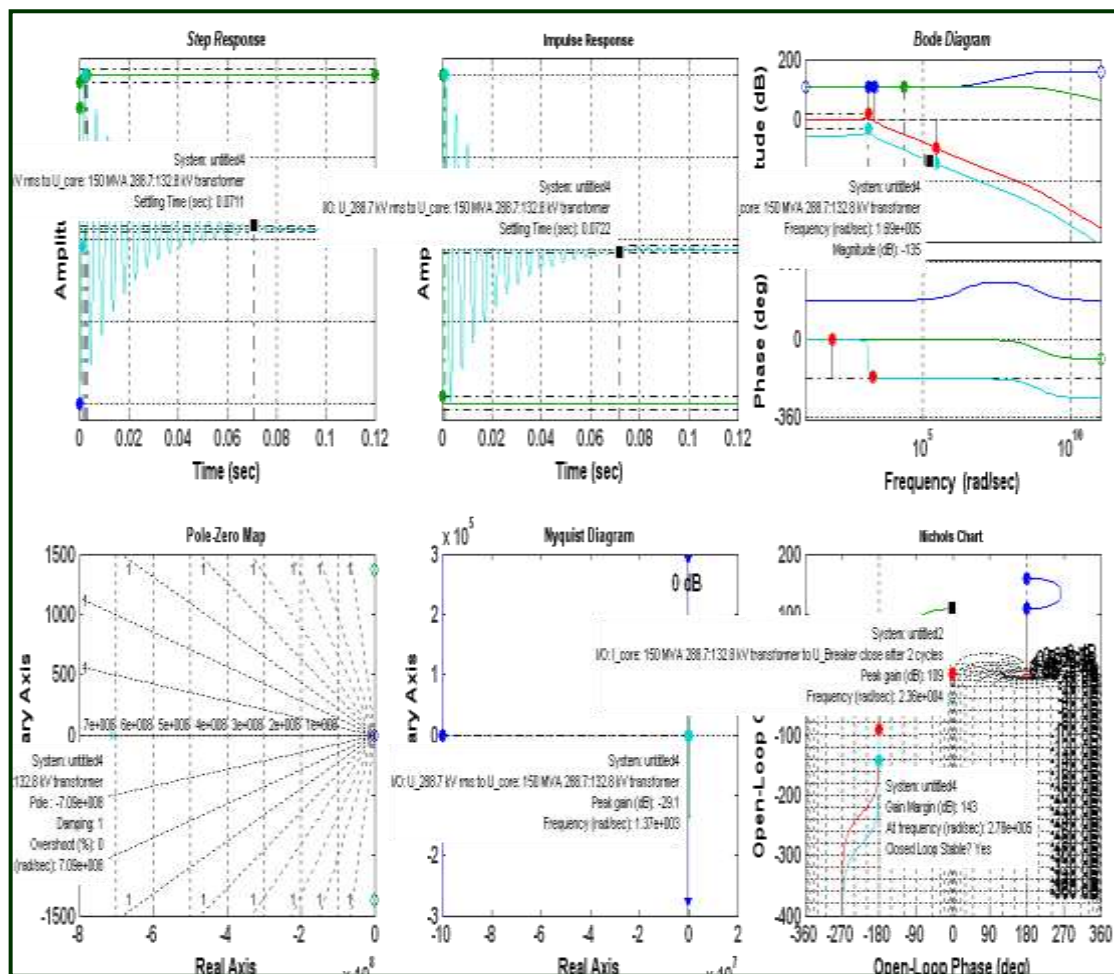 Step Response
Impulse Response
Bode Diagram
System: untitled4
kV rms to U_core: 150 MVA 288.7:132.8 kV transformer
Settling Time (sec): 0.0711
Amplit
0 0.02 0.04 0.06 0.08 0.1 0.12
Time (sec)
System: untitled4
I/O: U_288.7 kV rms to U_core: 150 MVA 288.7:132.8 kV transformer
Settling Time (sec): 0.0722
Amp
0 0.02 0.04 0.06 0.08 0.1 0.12
Time (sec)
200
0
tude (dB)
System: untitled4
_core: 150 MVA 288.7:132.8 kV transformer
Frequency (rad/sec): 1.69e+005
Magnitude (dB): -135
Phase (deg)
0
-360
10^5 10^10
Frequency (rad/sec)
Pole-Zero Map
1500
1000
500
0
-1500
ary Axis
7e+008 6e+008 5e+008 4e+008 3e+008 2e+008 1e+008
System: untitled4
132.8 kV transformer
Pole : -7.09e+008
Damping: 1
Overshoot (%): 0
(rad/sec): 7.09e+008
-8 -6 -4 -2 0
Real Axis
Nyquist Diagram
x 10^5
3
2
1
0
-2
-3
ary Axis
0 dB
System: untitled4
I/O: U_288.7 kV rms to U_core: 150 MVA 288.7:132.8 kV transformer
Peak gain (dB): -29.1
Frequency (rad/sec): 1.37e+003
-10 -8 -6 -4 -2 0 2
Real Axis
Nichols Chart
200
100
System: untitled2
I/O: I_core: 150 MVA 288.7:132.8 kV transformer to U_Breaker close after 2 cycles
Peak gain (dB): 109
Frequency (rad/sec): 2.36e+004
-100
-200
-300
-400
Open-Loop
System: untitled4
Gain Margin (dB): 143
At frequency (rad/sec): 2.78e+005
Closed Loop Stable? Yes
-360 -270 -180 -90 0 90 180 270 360
Open-Loop Phase (deg)